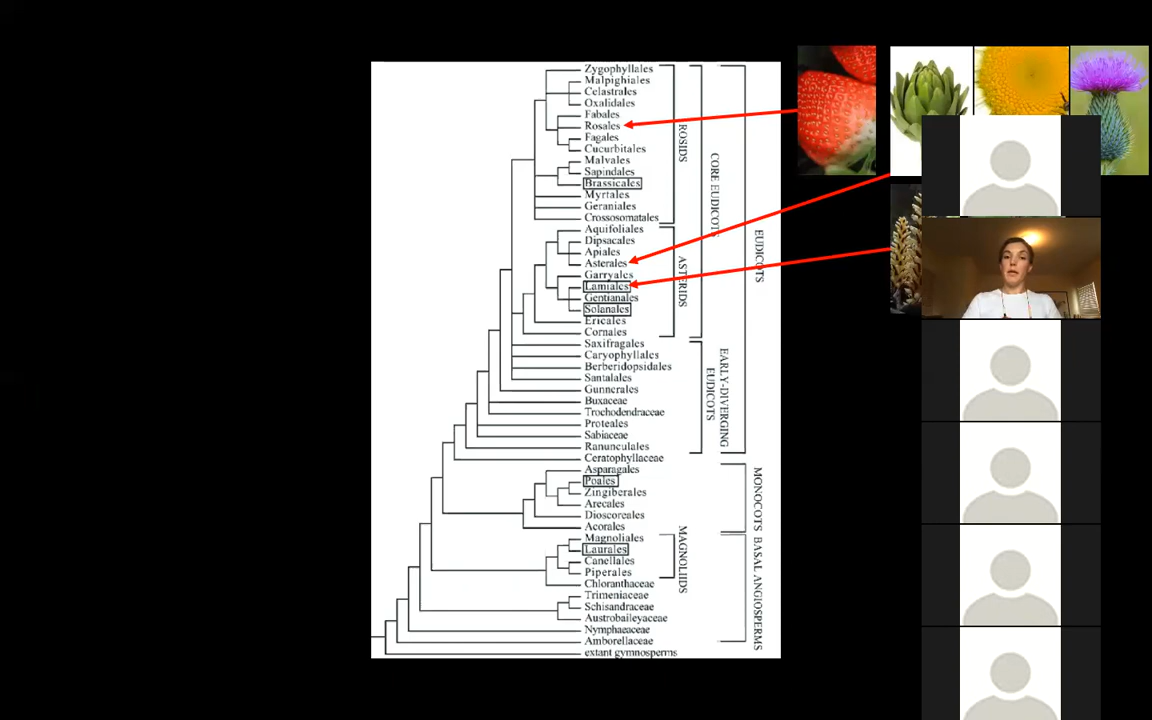 Zygophyllales
Malpighiales
Celastrales
Oxalidales
Fabales
Rosales
Fagales
Cucurbitales
Malvales
Sapindales
Brassicales
Myrtales
Geraniales
Crossosomatales
Aquifoliales
Dipsacales
Apiales
Asterales
Garryales
Lamiales
Gentianales
Solanales
Ericales
Cornales
Saxifragales
Caryophyllales
Berberidopsidales
Santalales
Gunnerales
Buxaceae
Trochodendraceae
Proteales
Sabiaceae
Ranunculales
Ceratophyllaceae
Asparagales
Poales
Zingiberales
Arecales
Dioscoreales
Acorales
Magnoliales
Laurales
Canellales
Piperales
Chloranthaceae
Trimeniaceae
Schisandraceae
Austrobaileyaceae
Nymphaeaceae
Amborellaceae
extant gymnosperms
ROSIDS
ASTERIDS
CORE EUDICOTS
EARLY-DIVERGING
EUDICOTS
EUDICOTS
MONOCOTS
MAGNOLIIDS
BASAL ANGIOSPERMS